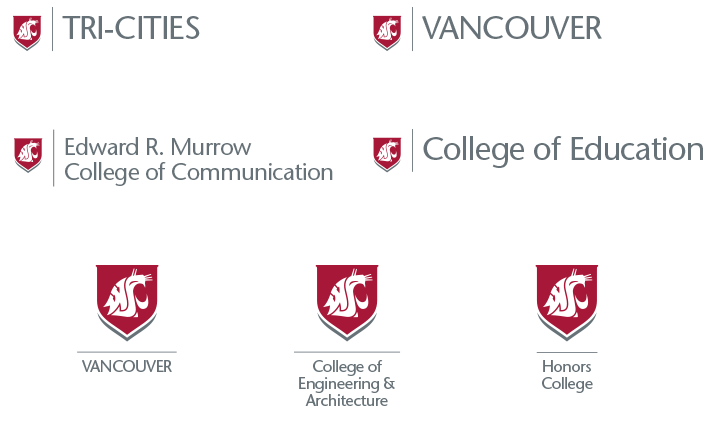 TRI-CITIES
VANCOUVER
Edward R. Murrow
College of Communication
College of Education
VANCOUVER
College of
Engineering &
Architecture
Honors
College